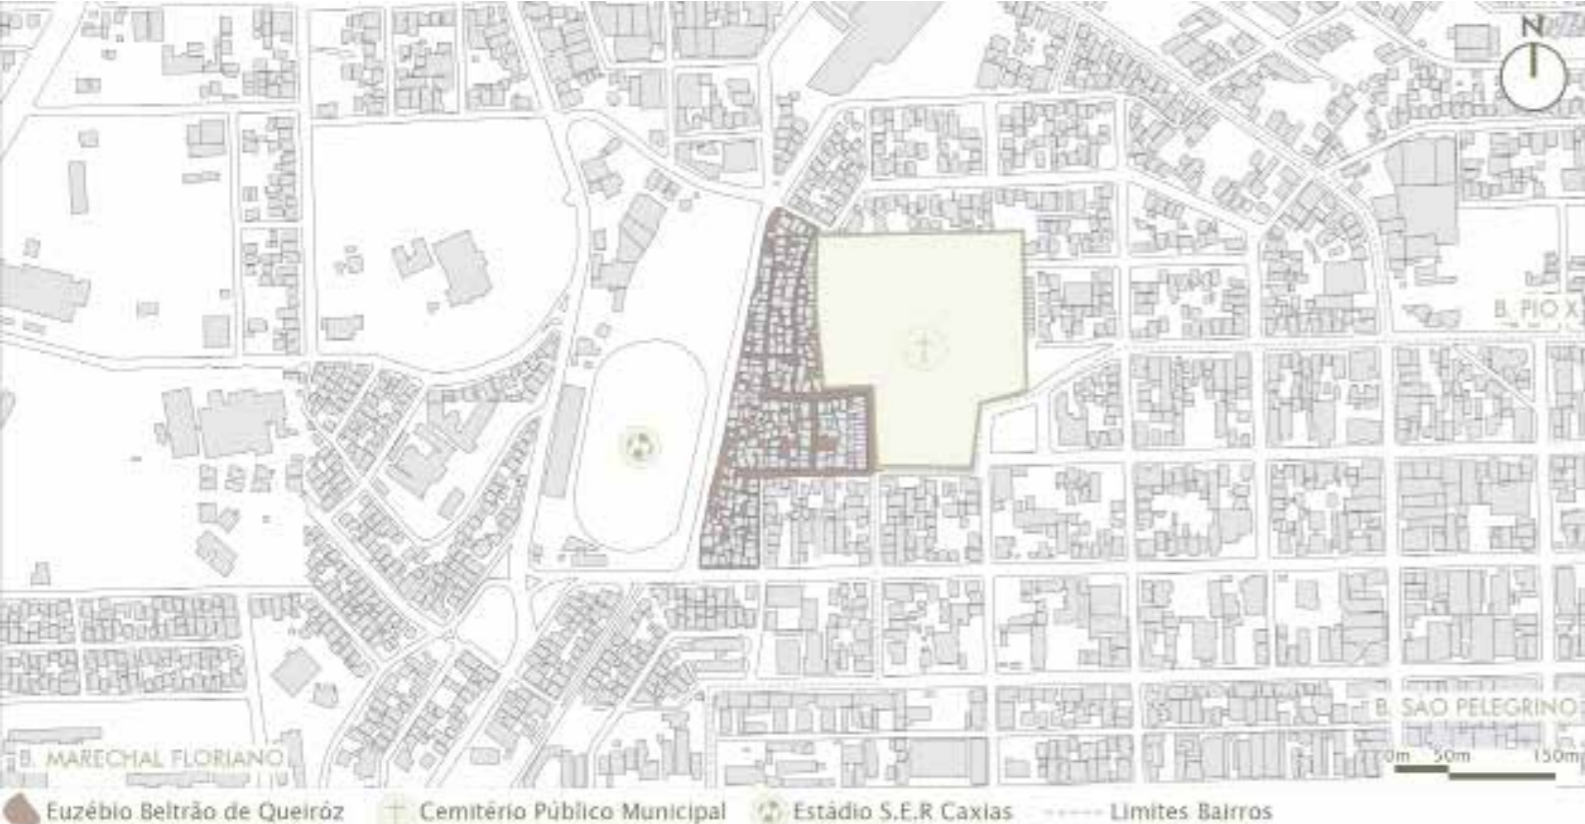 N
B. PIO X
B. SAO PELEGRINO
B. MARECHAL FLORIANO
0m 50m 150m
Euzébio Beltrão de Queiróz Cemitério Público Municipal Estádio S.E.R Caxias Limites Bairros